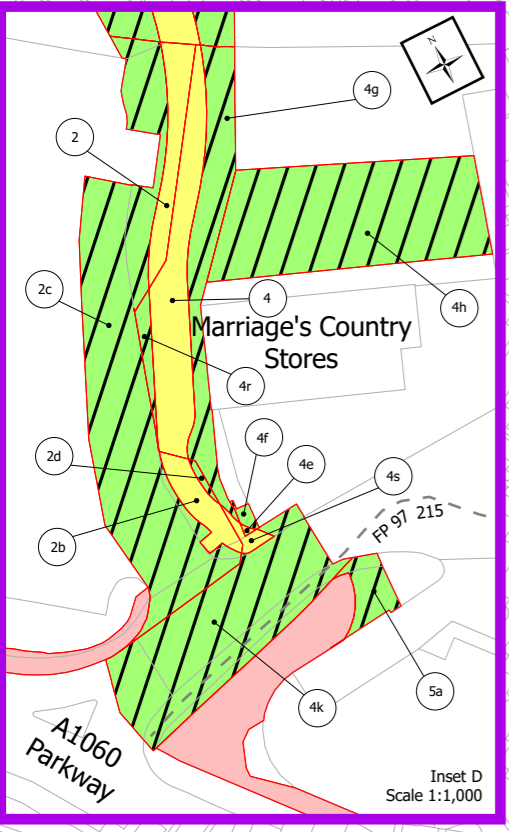 N
4g
2
4h
2c
4
Marriage's Country
Stores
4r
4f
2d
4e
4s
FP 97 215
2b
5a
4k
A1060
Parkway
Inset D
Scale 1:1,000